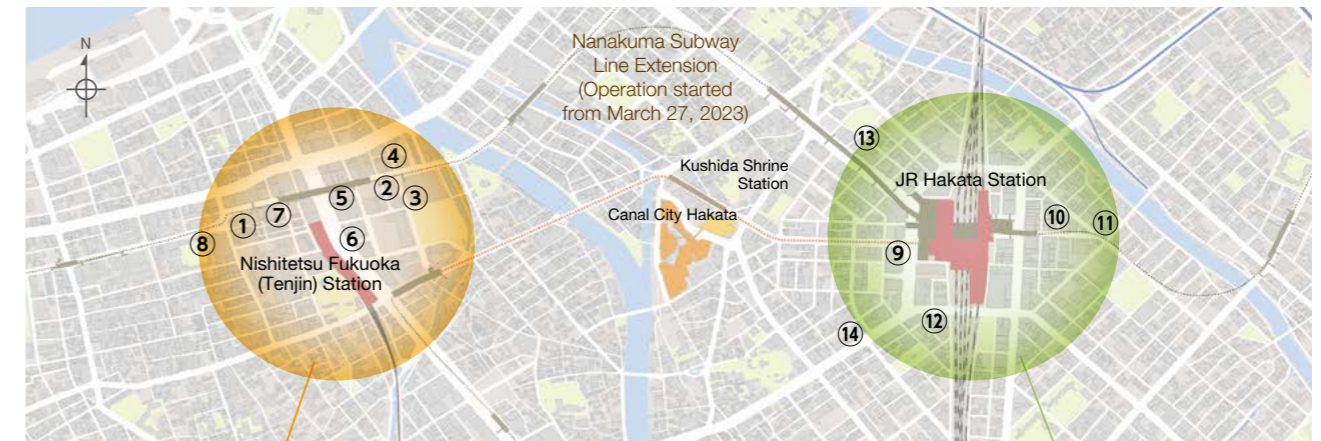 N
Nanakuma Subway
Line Extension
(Operation started
from March 27, 2023)
⑬
④
Kushida Shrine
Station
JR Hakata Station
②
⑤
③
⑦
①
Canal City Hakata
⑩
⑪
⑧
⑥
⑨
Nishitetsu Fukuoka
(Tenjin) Station
⑫
⑭